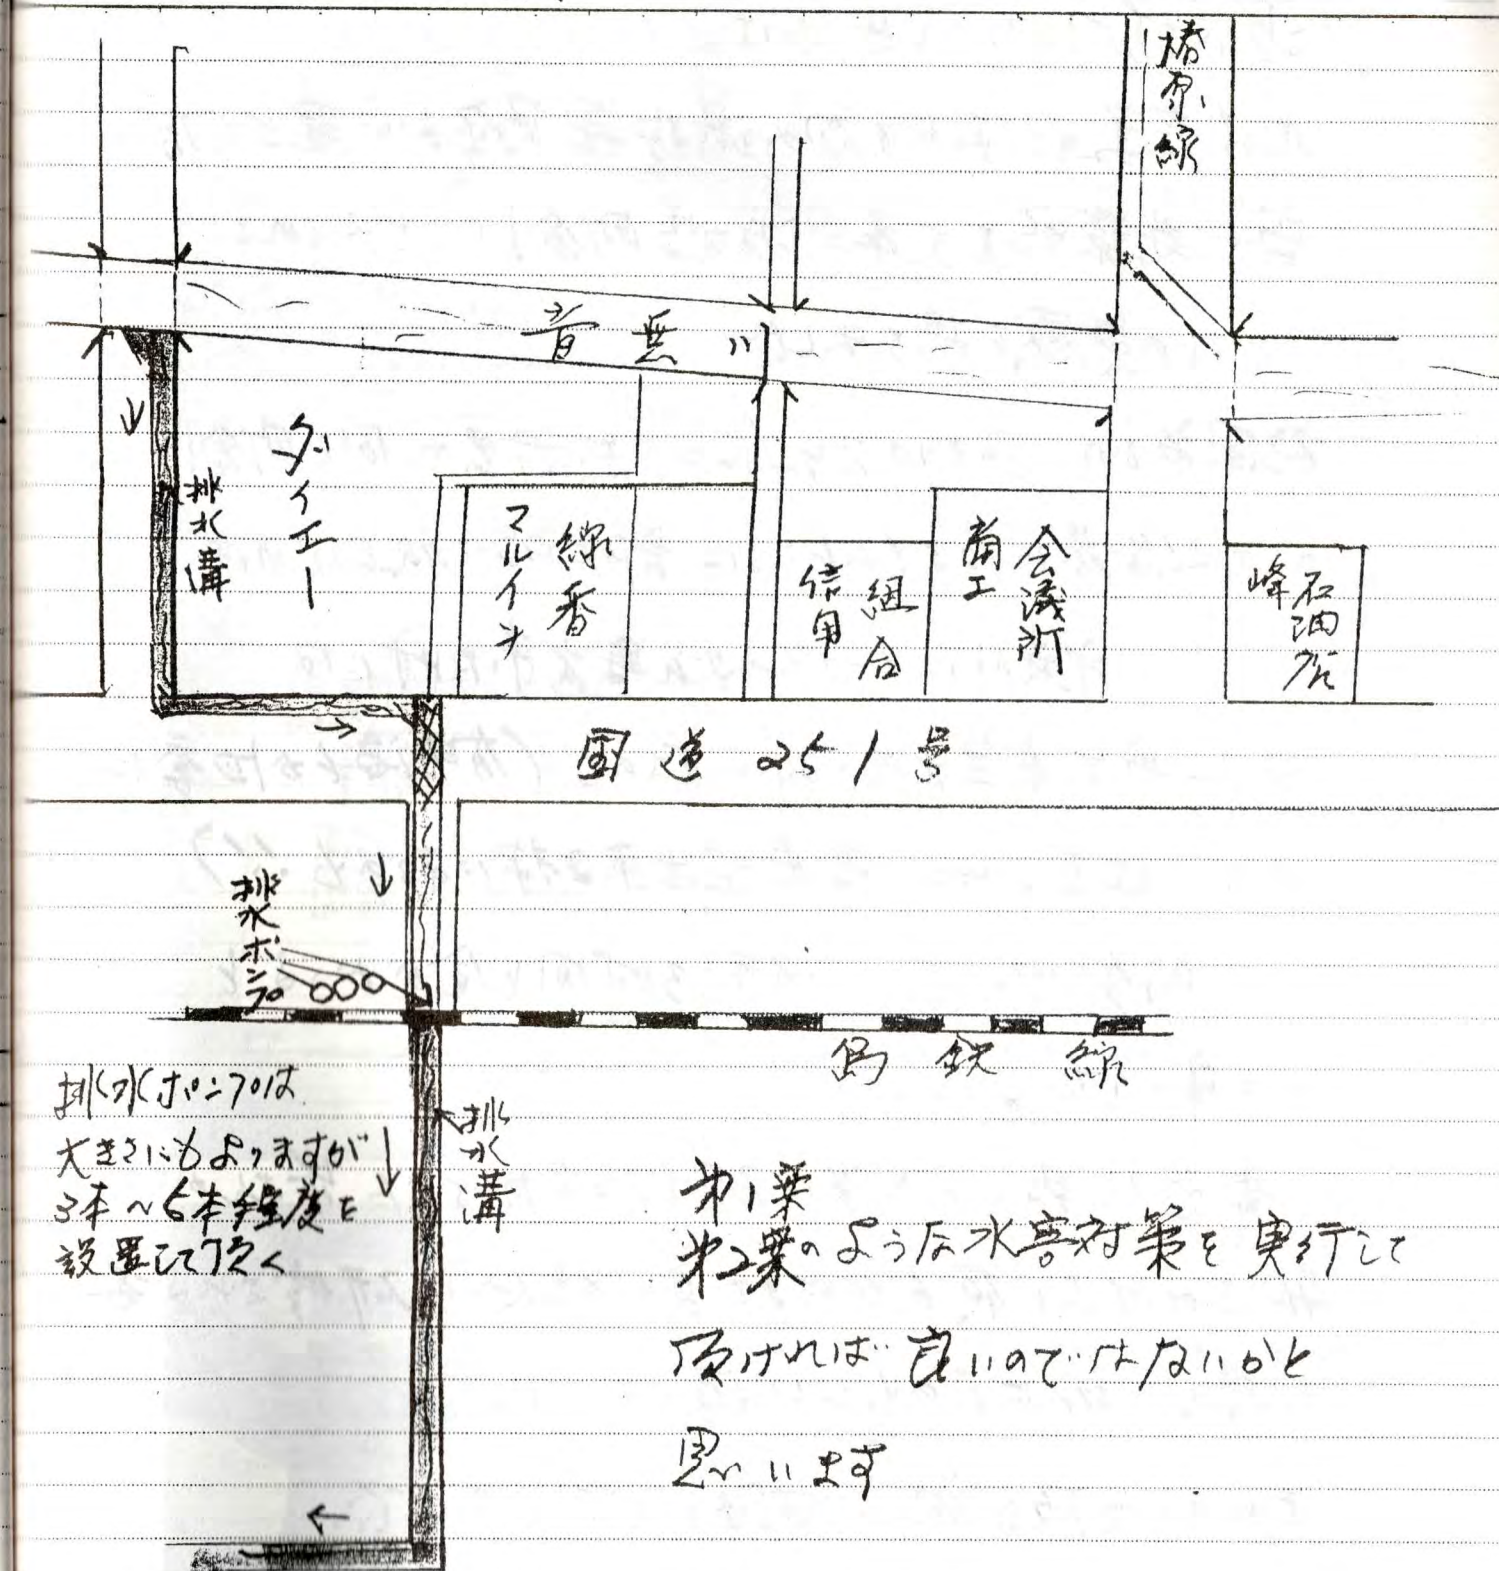 椿原線
音無川
ダイエー
排水溝
線香
マルイチ
信用
組合
商工
会議所
峰
石油店
国道251号
排水ポンプ
島鉄線
排水ポンプは
大きさにもよりますが
3本～5本程度を
設置して頂く
排水溝
第1案
第2案のような水害対策を実行して
頂ければ良いのではないかと
思います